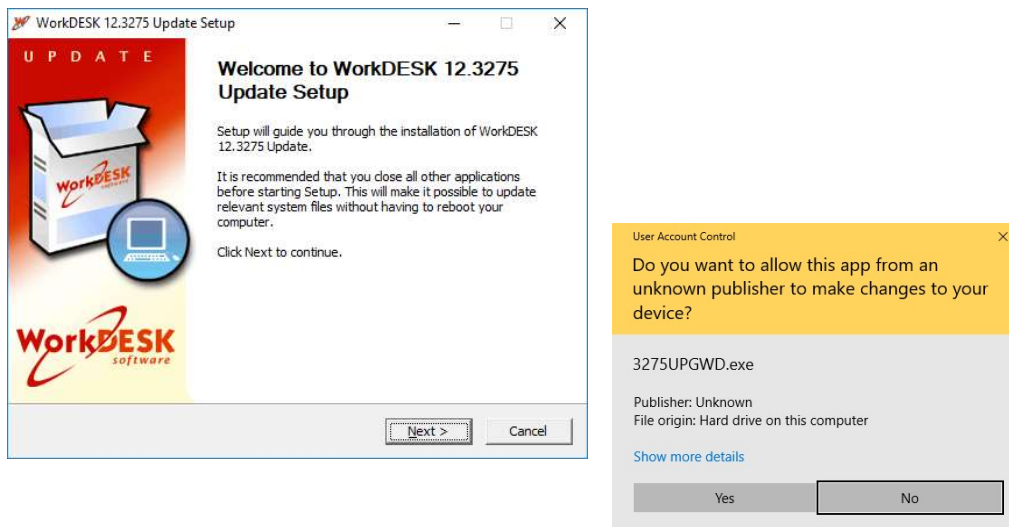 WorkDESK 12.3275 Update Setup
UPDATE
Welcome to WorkDESK 12.3275
Update Setup
Setup will guide you through the installation of WorkDESK
12.3275 Update.
It is recommended that you close all other applications
before starting Setup. This will make it possible to update
relevant system files without having to reboot your
computer.
Click Next to continue.
WorkDESK
software
WorkDESK
software
Next >
Cancel
User Account Control
Do you want to allow this app from an
unknown publisher to make changes to your
device?
3275UPGWD.exe
Publisher: Unknown
File origin: Hard drive on this computer
Show more details
Yes
No